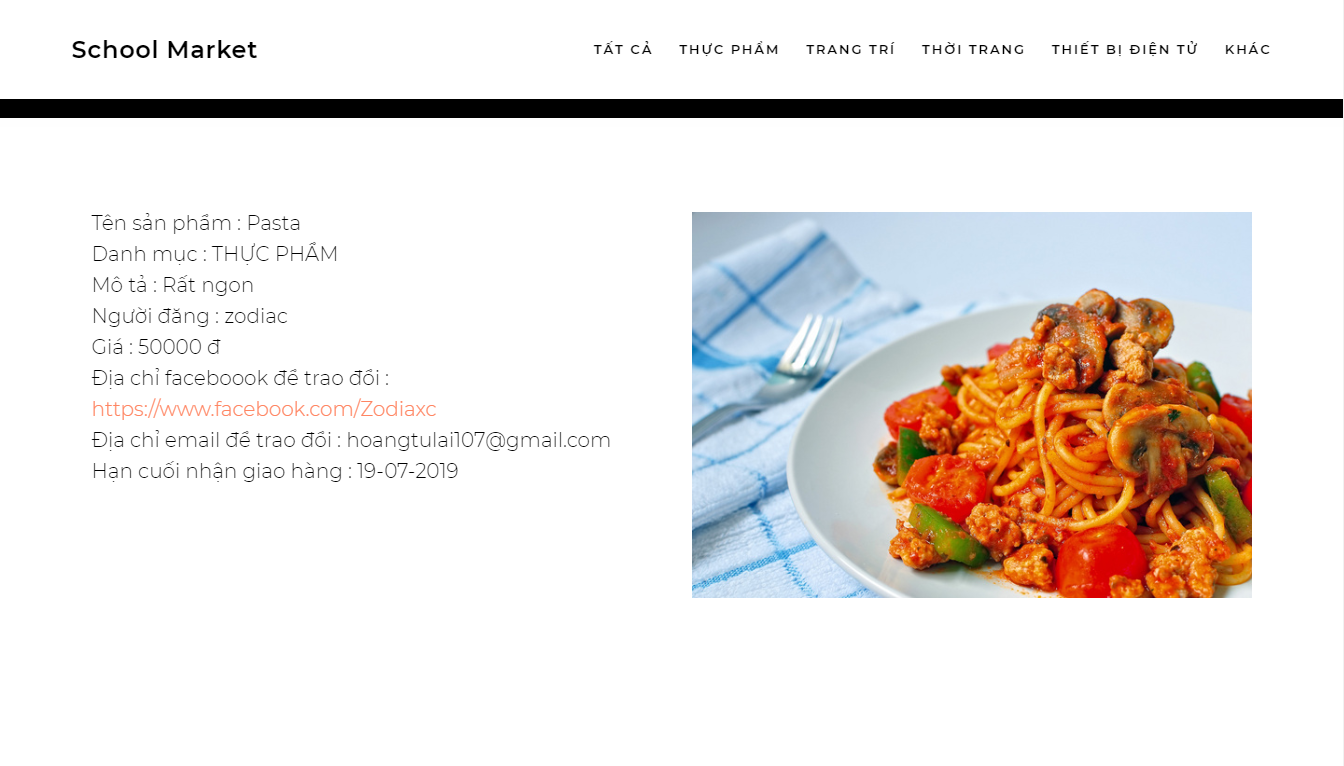 School Market
TẤT CẢ THỰC PHẨM TRANG TRÍ THỜI TRANG THIẾT BỊ ĐIỆN TỬ KHÁC
Tên sản phẩm : Pasta
Danh mục : THỰC PHẨM
Mô tả : Rất ngon
Người đăng : zodiac
Giá : 50000 đ
Địa chỉ faceboook để trao đổi :
https://www.facebook.com/Zodiaxc
Địa chỉ email để trao đổi : hoangtulai107@gmail.com
Hạn cuối nhận giao hàng : 19-07-2019